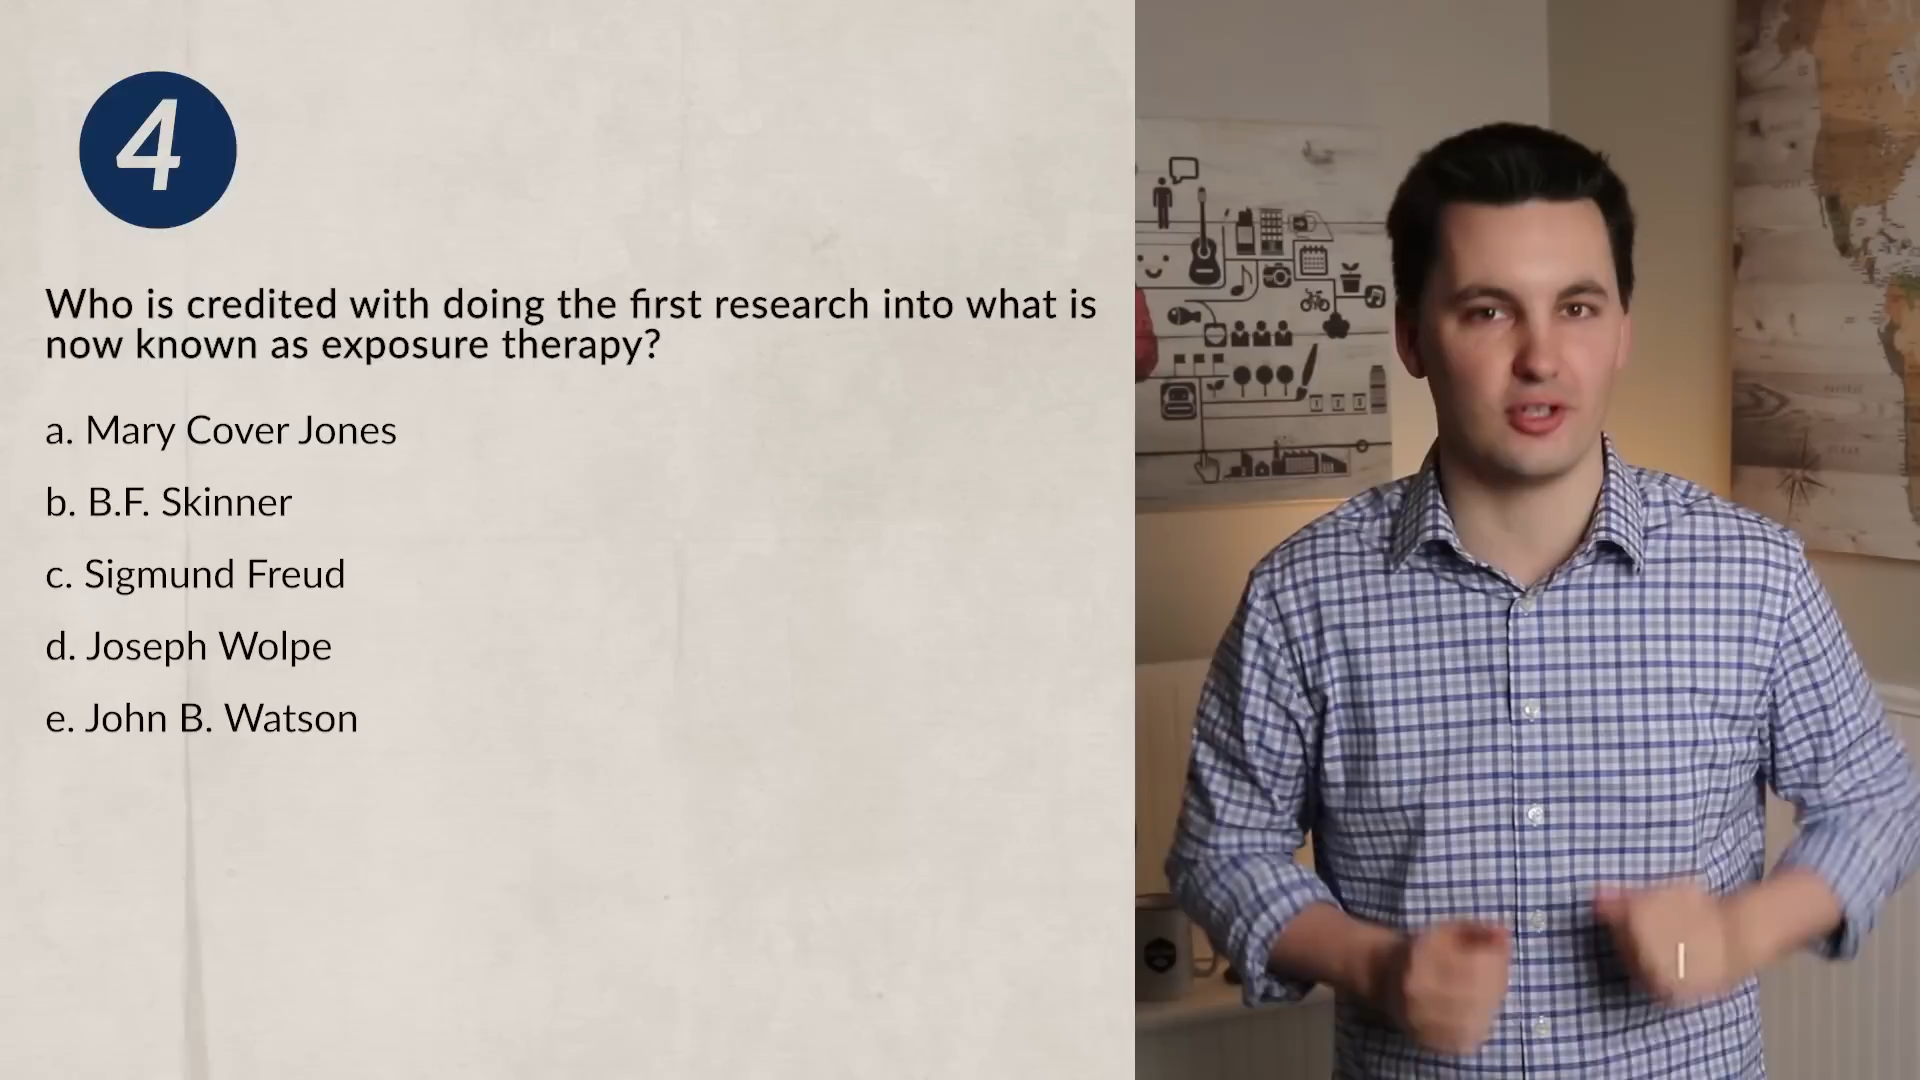 4
Who is credited with doing the first research into what is
now known as exposure therapy?
a. Mary Cover Jones
b. B.F. Skinner
c. Sigmund Freud
d. Joseph Wolpe
e. John B. Watson